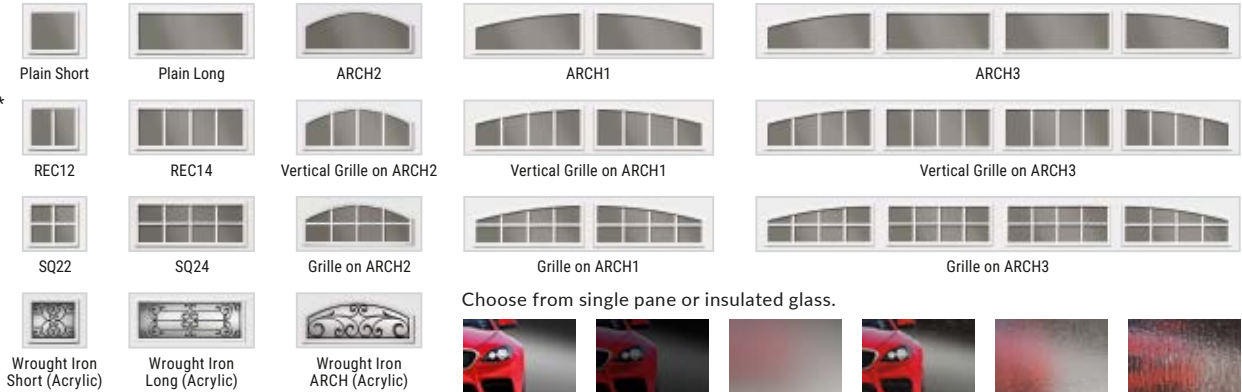 Plain Short
Plain Long
ARCH2
ARCH1
ARCH3
*
REC12
REC14
Vertical Grille on ARCH2
Vertical Grille on ARCH1
Vertical Grille on ARCH3
SQ22
SQ24
Grille on ARCH2
Grille on ARCH1
Grille on ARCH3
Choose from single pane or insulated glass.
Wrought Iron
Short (Acrylic)
Wrought Iron
Long (Acrylic)
Wrought Iron
ARCH (Acrylic)